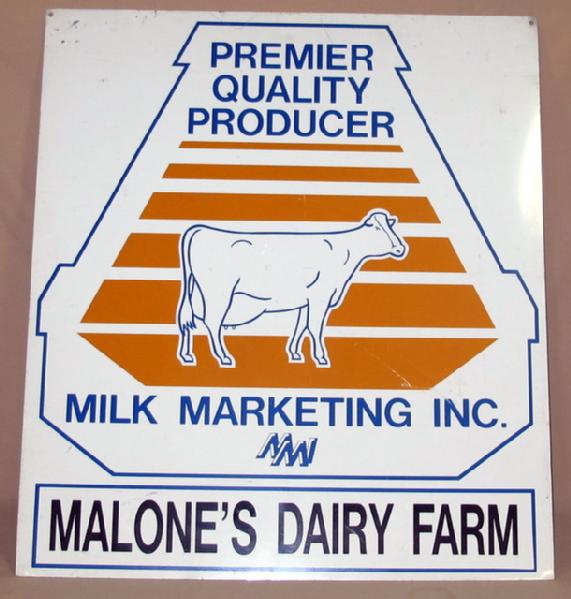 PREMIER
QUALITY
PRODUCER
MILK MARKETING INC.
MMI
MALONE'S DAIRY FARM